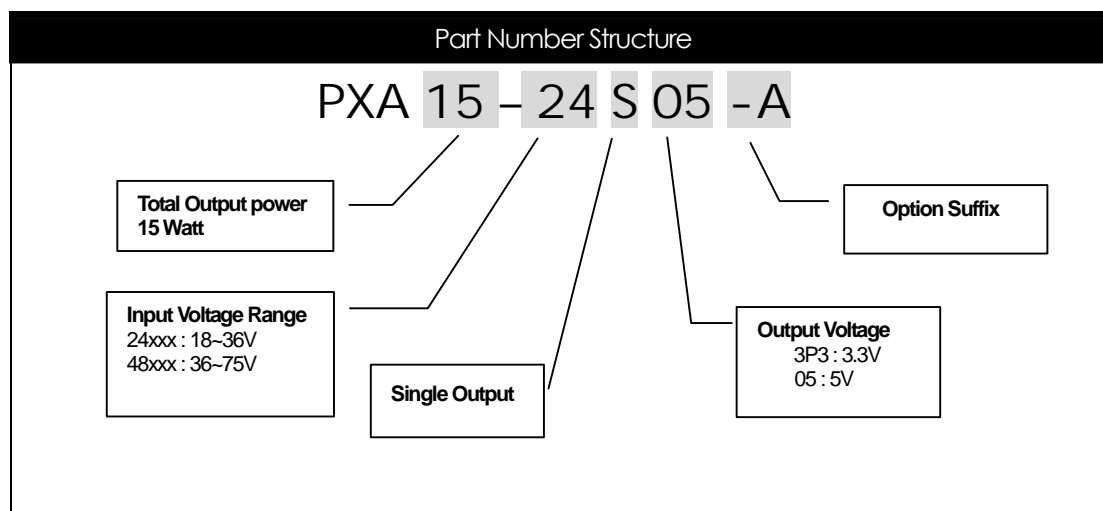 Part Number Structure
PXA 15 – 24 S 05 -A
Total Output power
15 Watt
Option Suffix
Input Voltage Range
24xxx : 18~36V
48xxx : 36~75V
Output Voltage
3P3 : 3.3V
05 : 5V
Single Output